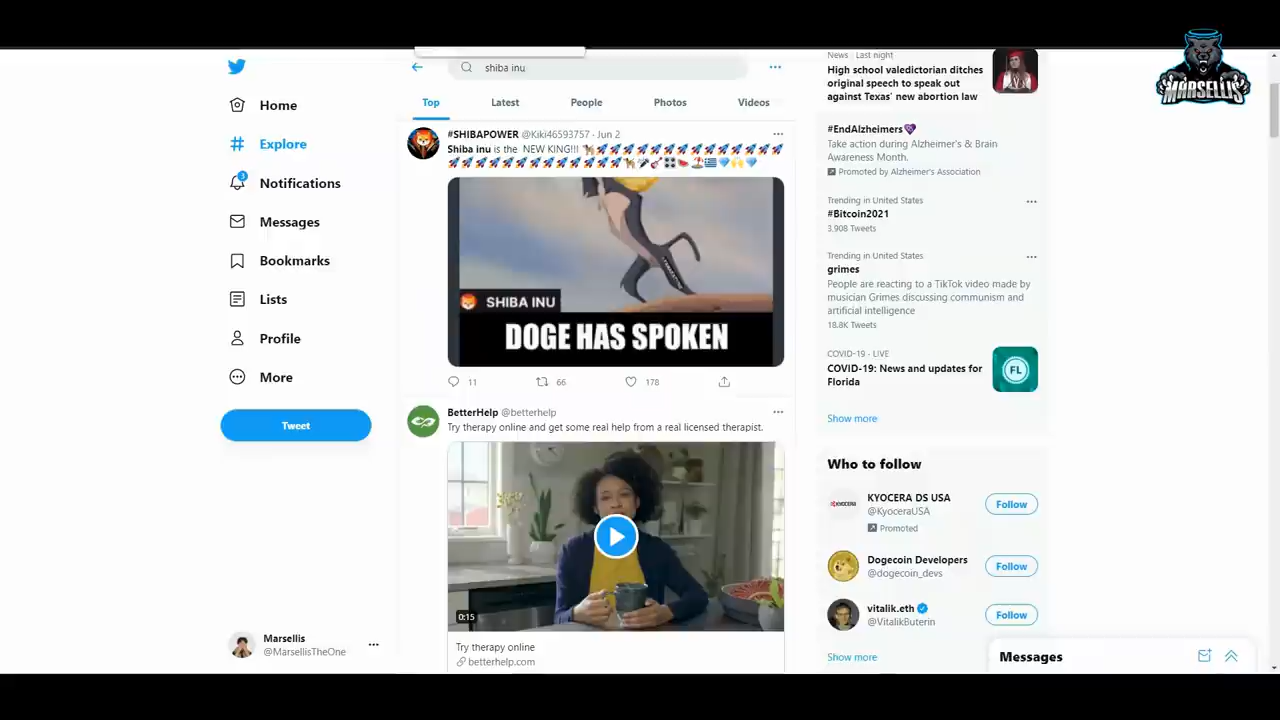 MARSELLIS
Home
Explore
3
Notifications
Messages
Bookmarks
Lists
Profile
More
Tweet
Marsellis
@MarsellisTheOne
shiba inu
Top
Latest
People
Photos
Videos
#SHIBAPOWER @Kiki46593757 · Jun 2
Shiba inu is the NEW KING!!! 🐕🚀🚀🚀🚀🚀🚀🚀🚀🚀🚀🚀🚀🚀🚀
SHIBA INU
DOGE HAS SPOKEN
11
66
178
BetterHelp @betterhelp
Try therapy online and get some real help from a real licensed therapist.
0:15
Try therapy online
betterhelp.com
News · Last night
High school valedictorian ditches
original speech to speak out
against Texas' new abortion law
#EndAlzheimers💜
Take action during Alzheimer's & Brain
Awareness Month.
Promoted by Alzheimer's Association
Trending in United States
#Bitcoin2021
3,908 Tweets
Trending in United States
grimes
People are reacting to a TikTok video made by
musician Grimes discussing communism and
artificial intelligence
18.8K Tweets
COVID-19 · LIVE
COVID-19: News and updates for
Florida
FL
Show more
Who to follow
KYOCERA
KYOCERA DS USA
@KyoceraUSA
Promoted
Follow
Dogecoin Developers
@dogecoin_devs
Follow
vitalik.eth
@VitalikButerin
Follow
Show more
Messages